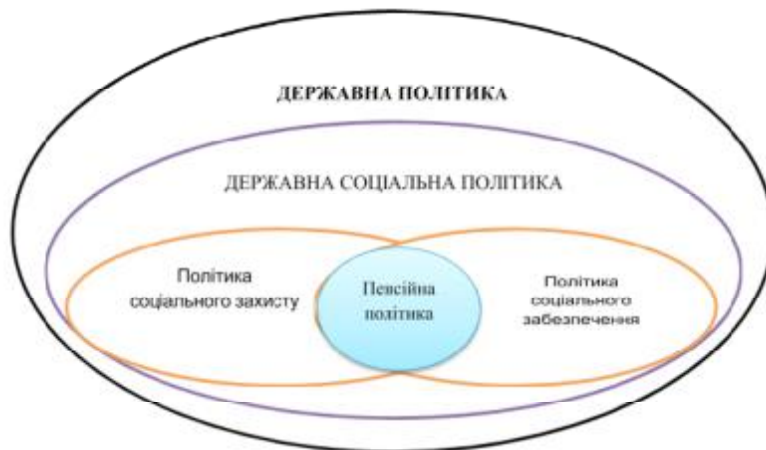 ДЕРЖАВНА ПОЛІТИКА
ДЕРЖАВНА СОЦІАЛЬНА ПОЛІТИКА
Політика
соціального захисту
Пенсійна
політика
Політика
соціального
забезпечення